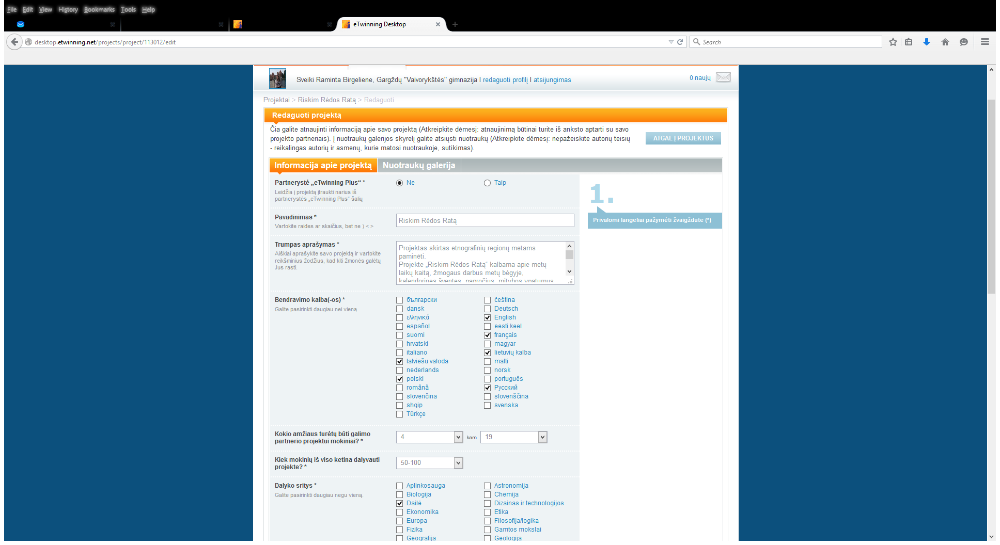 File Edit View History Bookmarks Tools Help
eTwinning Desktop
desktop.etwinning.net/projects/project/113012/edit
Search
Sveiki Raminta Birgeliene, Gargždų "Vaivorykštės" gimnazija I redaguoti profilį I atsijungimas
0 naujų
Projektai > Riskim Rėdos Ratą > Redaguoti
Redaguoti projektą
Čia galite atnaujinti informaciją apie savo projektą (Atkreipkite dėmesį: atnaujinimą būtinai turite iš anksto aptarti su savo
projekto partneriais). Į nuotraukų galerijos skyrelį galite atsiųsti nuotraukų (Atkreipkite dėmesį: nepažeiskite autorių teisių
- reikalingas autorių ir asmenų, kurie matosi nuotraukoje, sutikimas).
ATGAL Į PROJEKTUS
Informacija apie projektą
Nuotraukų galerija
Partnerystė „eTwinning Plus“ *
Leidžia į projektą įtraukti narius iš
partnerystės „eTwinning Plus“ šalių
Ne
Taip
1.
Privalomi langeliai pažymėti žvaigždute (*)
Pavadinimas *
Vartokite raides ar skaičius, bet ne ) < >
Riskim Rėdos Ratą
Trumpas aprašymas *
Aiškiai aprašykite savo projektą ir vartokite
reikšminius žodžius, kad kiti žmonės galėtų
Jus rasti.
Projektas skirtas etnografinių regionų metams
paminėti.
Projekte „Riskim Rėdos Ratą“ kalbama apie metų
laikų kaitą, žmogaus darbus metų bėgyje,
kalendorines šventes, papročius, mitybos ypatumus
Bendravimo kalba(-os) *
Galite pasirinkti daugiau nei vieną
български
čeština
dansk
Deutsch
ελληνικά
English
español
eesti keel
suomi
français
hrvatski
magyar
italiano
lietuvių kalba
latviešu valoda
malti
nederlands
norsk
polski
português
română
Русский
slovenčina
slovenščina
shqip
svenska
Türkçe
Kokio amžiaus turėtų būti galimo
partnerio projektui mokiniai? *
4
kam
19
Kiek mokinių iš viso ketina dalyvauti
projekte? *
50-100
Dalyko sritys *
Galite pasirinkti daugiau negu vieną.
Aplinkosauga
Astronomija
Biologija
Chemija
Dailė
Dizainas ir technologijos
Ekonomika
Etika
Europa
Filosofija/logika
Fizika
Gamtos mokslai
Geografija
Geologija